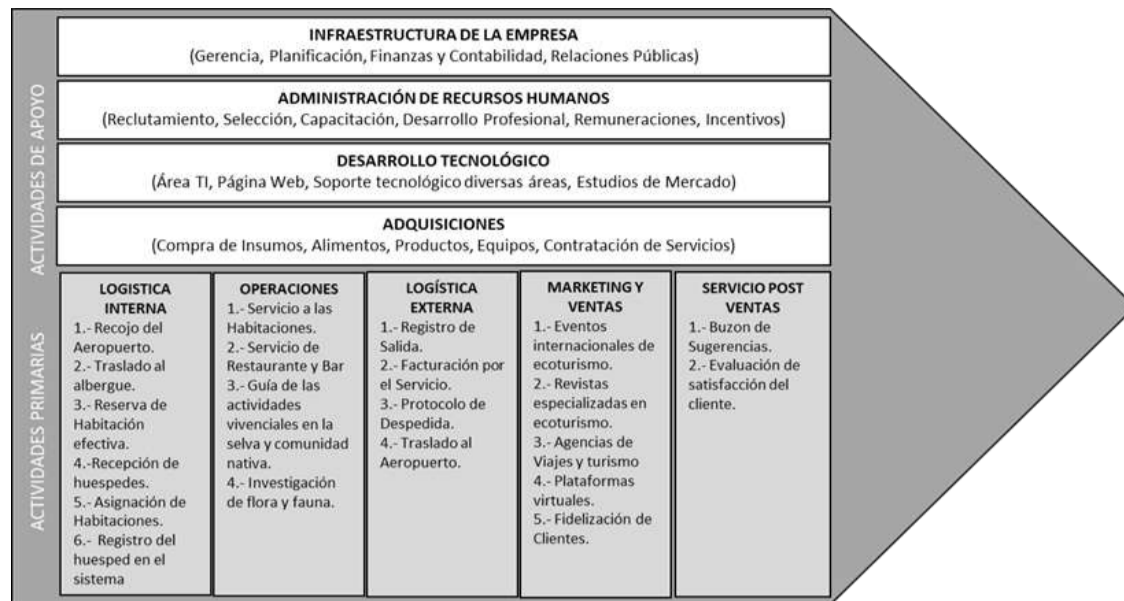 INFRAESTRUCTURA DE LA EMPRESA
(Gerencia, Planificación, Finanzas y Contabilidad, Relaciones Públicas)
ADMINISTRACIÓN DE RECURSOS HUMANOS
(Reclutamiento, Selección, Capacitación, Desarrollo Profesional, Remuneraciones, Incentivos)
DESARROLLO TECNOLÓGICO
(Área TI, Página Web, Soporte tecnológico diversas áreas, Estudios de Mercado)
ADQUISICIONES
(Compra de Insumos, Alimentos, Productos, Equipos, Contratación de Servicios)
ACTIVIDADES DE APOYO
ACTIVIDADES PRIMARIAS
LOGISTICA
INTERNA
1.- Recojo del
Aeropuerto.
2.- Traslado al
albergue.
3.- Reserva de
Habitación
efectiva.
4.-Recepción de
huespedes.
5.- Asignación de
Habitaciones.
6.- Registro del
huesped en el
sistema
OPERACIONES
1.- Servicio a las
Habitaciones.
2.- Servicio de
Restaurante y Bar
3.- Guía de las
actividades
vivenciales en la
selva y comunidad
nativa.
4.- Investigación
de flora y fauna.
LOGÍSTICA
EXTERNA
1.- Registro de
Salida.
2.- Facturación por
el Servicio.
3.- Protocolo de
Despedida.
4.- Traslado al
Aeropuerto.
MARKETING Y
VENTAS
1.- Eventos
internacionales de
ecoturismo.
2.- Revistas
especializadas en
ecoturismo.
3.- Agencias de
Viajes y turismo
4.- Plataformas
virtuales.
5.- Fidelización de
Clientes.
SERVICIO POST
VENTAS
1.- Buzon de
Sugerencias.
2.- Evaluación de
satisfacción del
cliente.